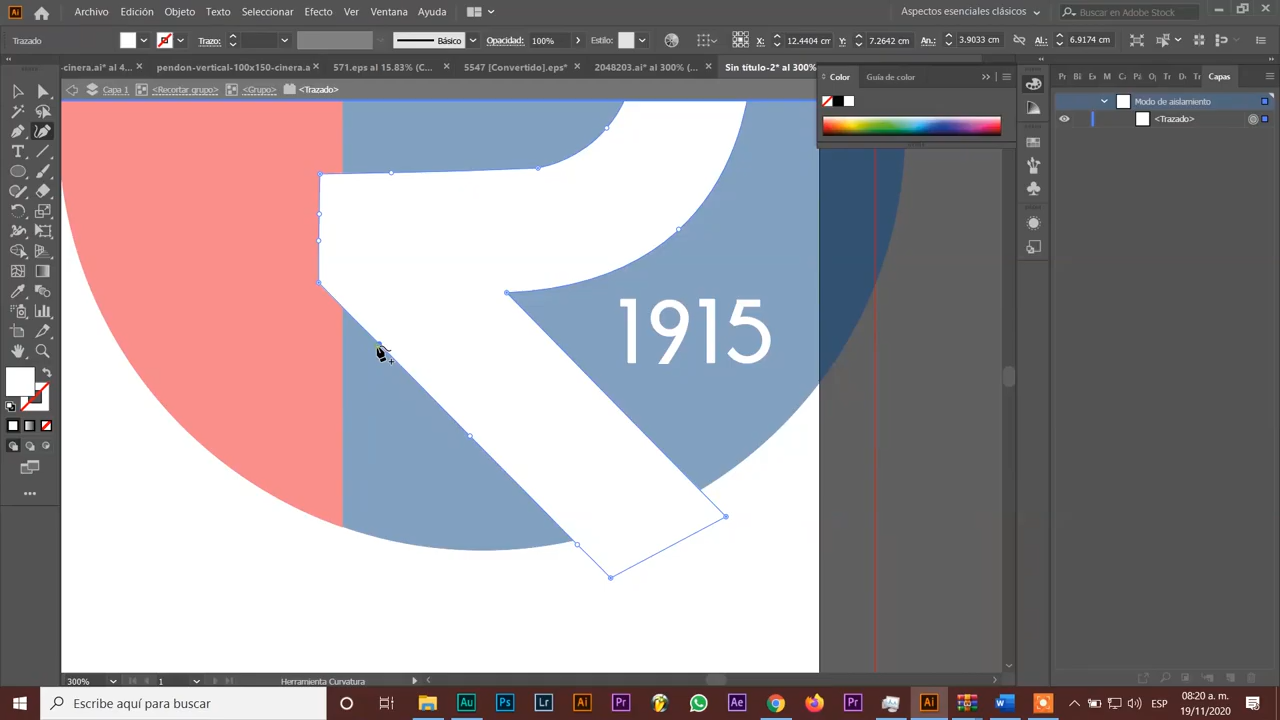 Archivo Edición Objeto Texto Seleccionar Efecto Ver Ventana Ayuda Aspectos esenciales clásicos Buscar en Adobe Stock
Trazado Trazo: Básico Opacidad: 100% Estilo: X: 12.4404 cm Y: 7.2642 cm An.: 3.9033 cm Al.: 6.9174 cm
-cinera.ai* al 4... pendon-vertical-100x150-cinera.a 571.eps al 15.83% (C... 5547 [Convertido].eps* 2048203.ai* al 300% (... Sin título-2* al 300%
Color Guía de color Capas
Capa 1 <Recortar grupo> <Grupo> <Trazado>
Modo de aislamiento
<Trazado>
R
1915
300% 1 Herramienta Curvatura
Escribe aquí para buscar
ESP
08:20 a. m.
19/11/2020